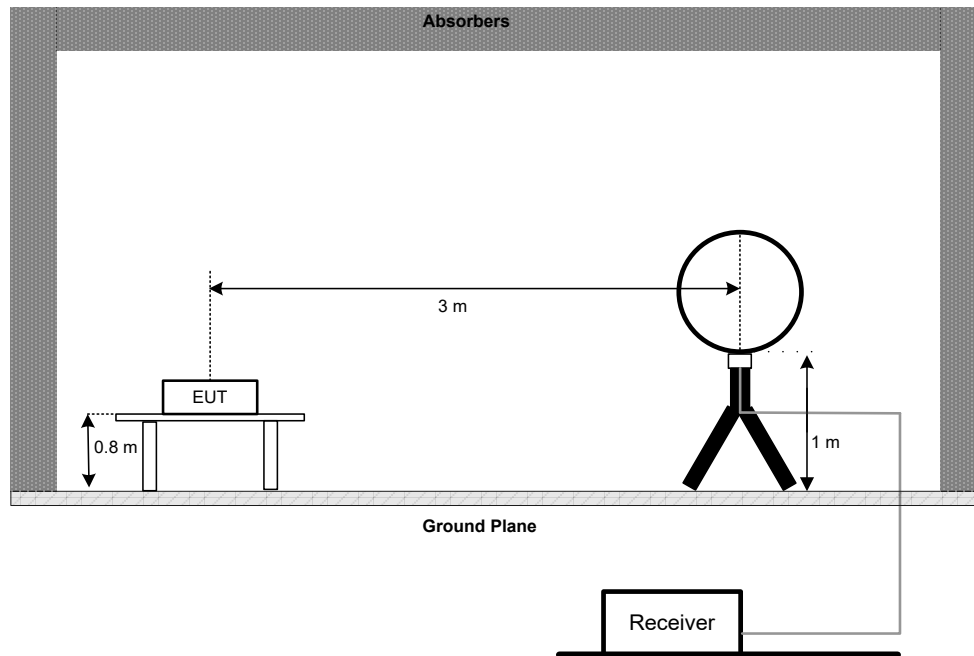 Absorbers
3 m
EUT
0.8 m
1 m
Ground Plane
Receiver